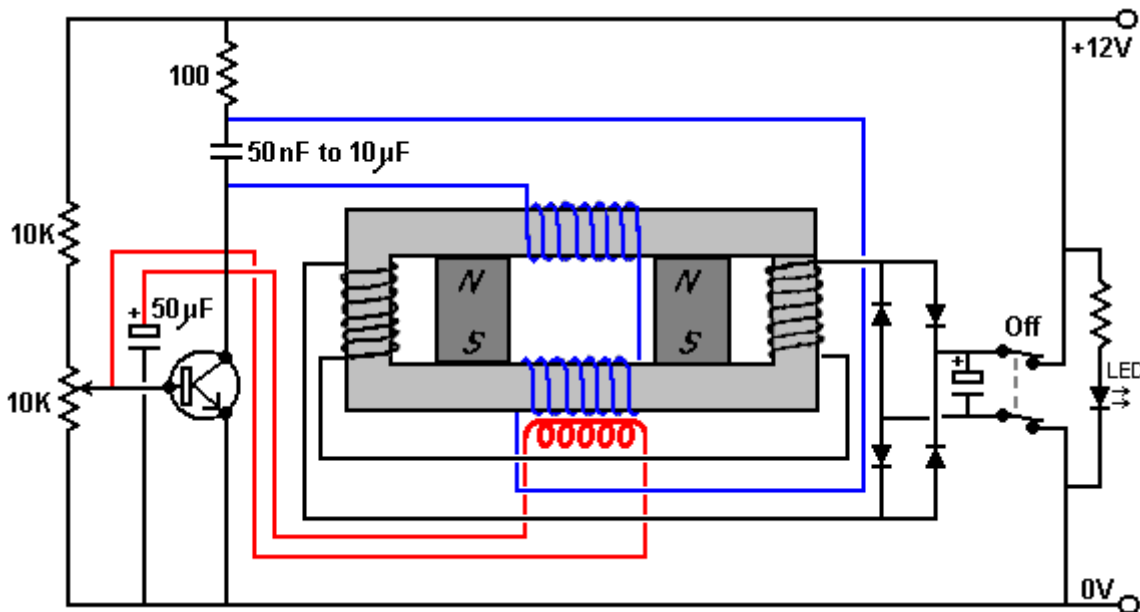 +12V
100
50nF to 10µF
10K
N
S
N
S
+
50µF
Off
+
LED
10K
0V